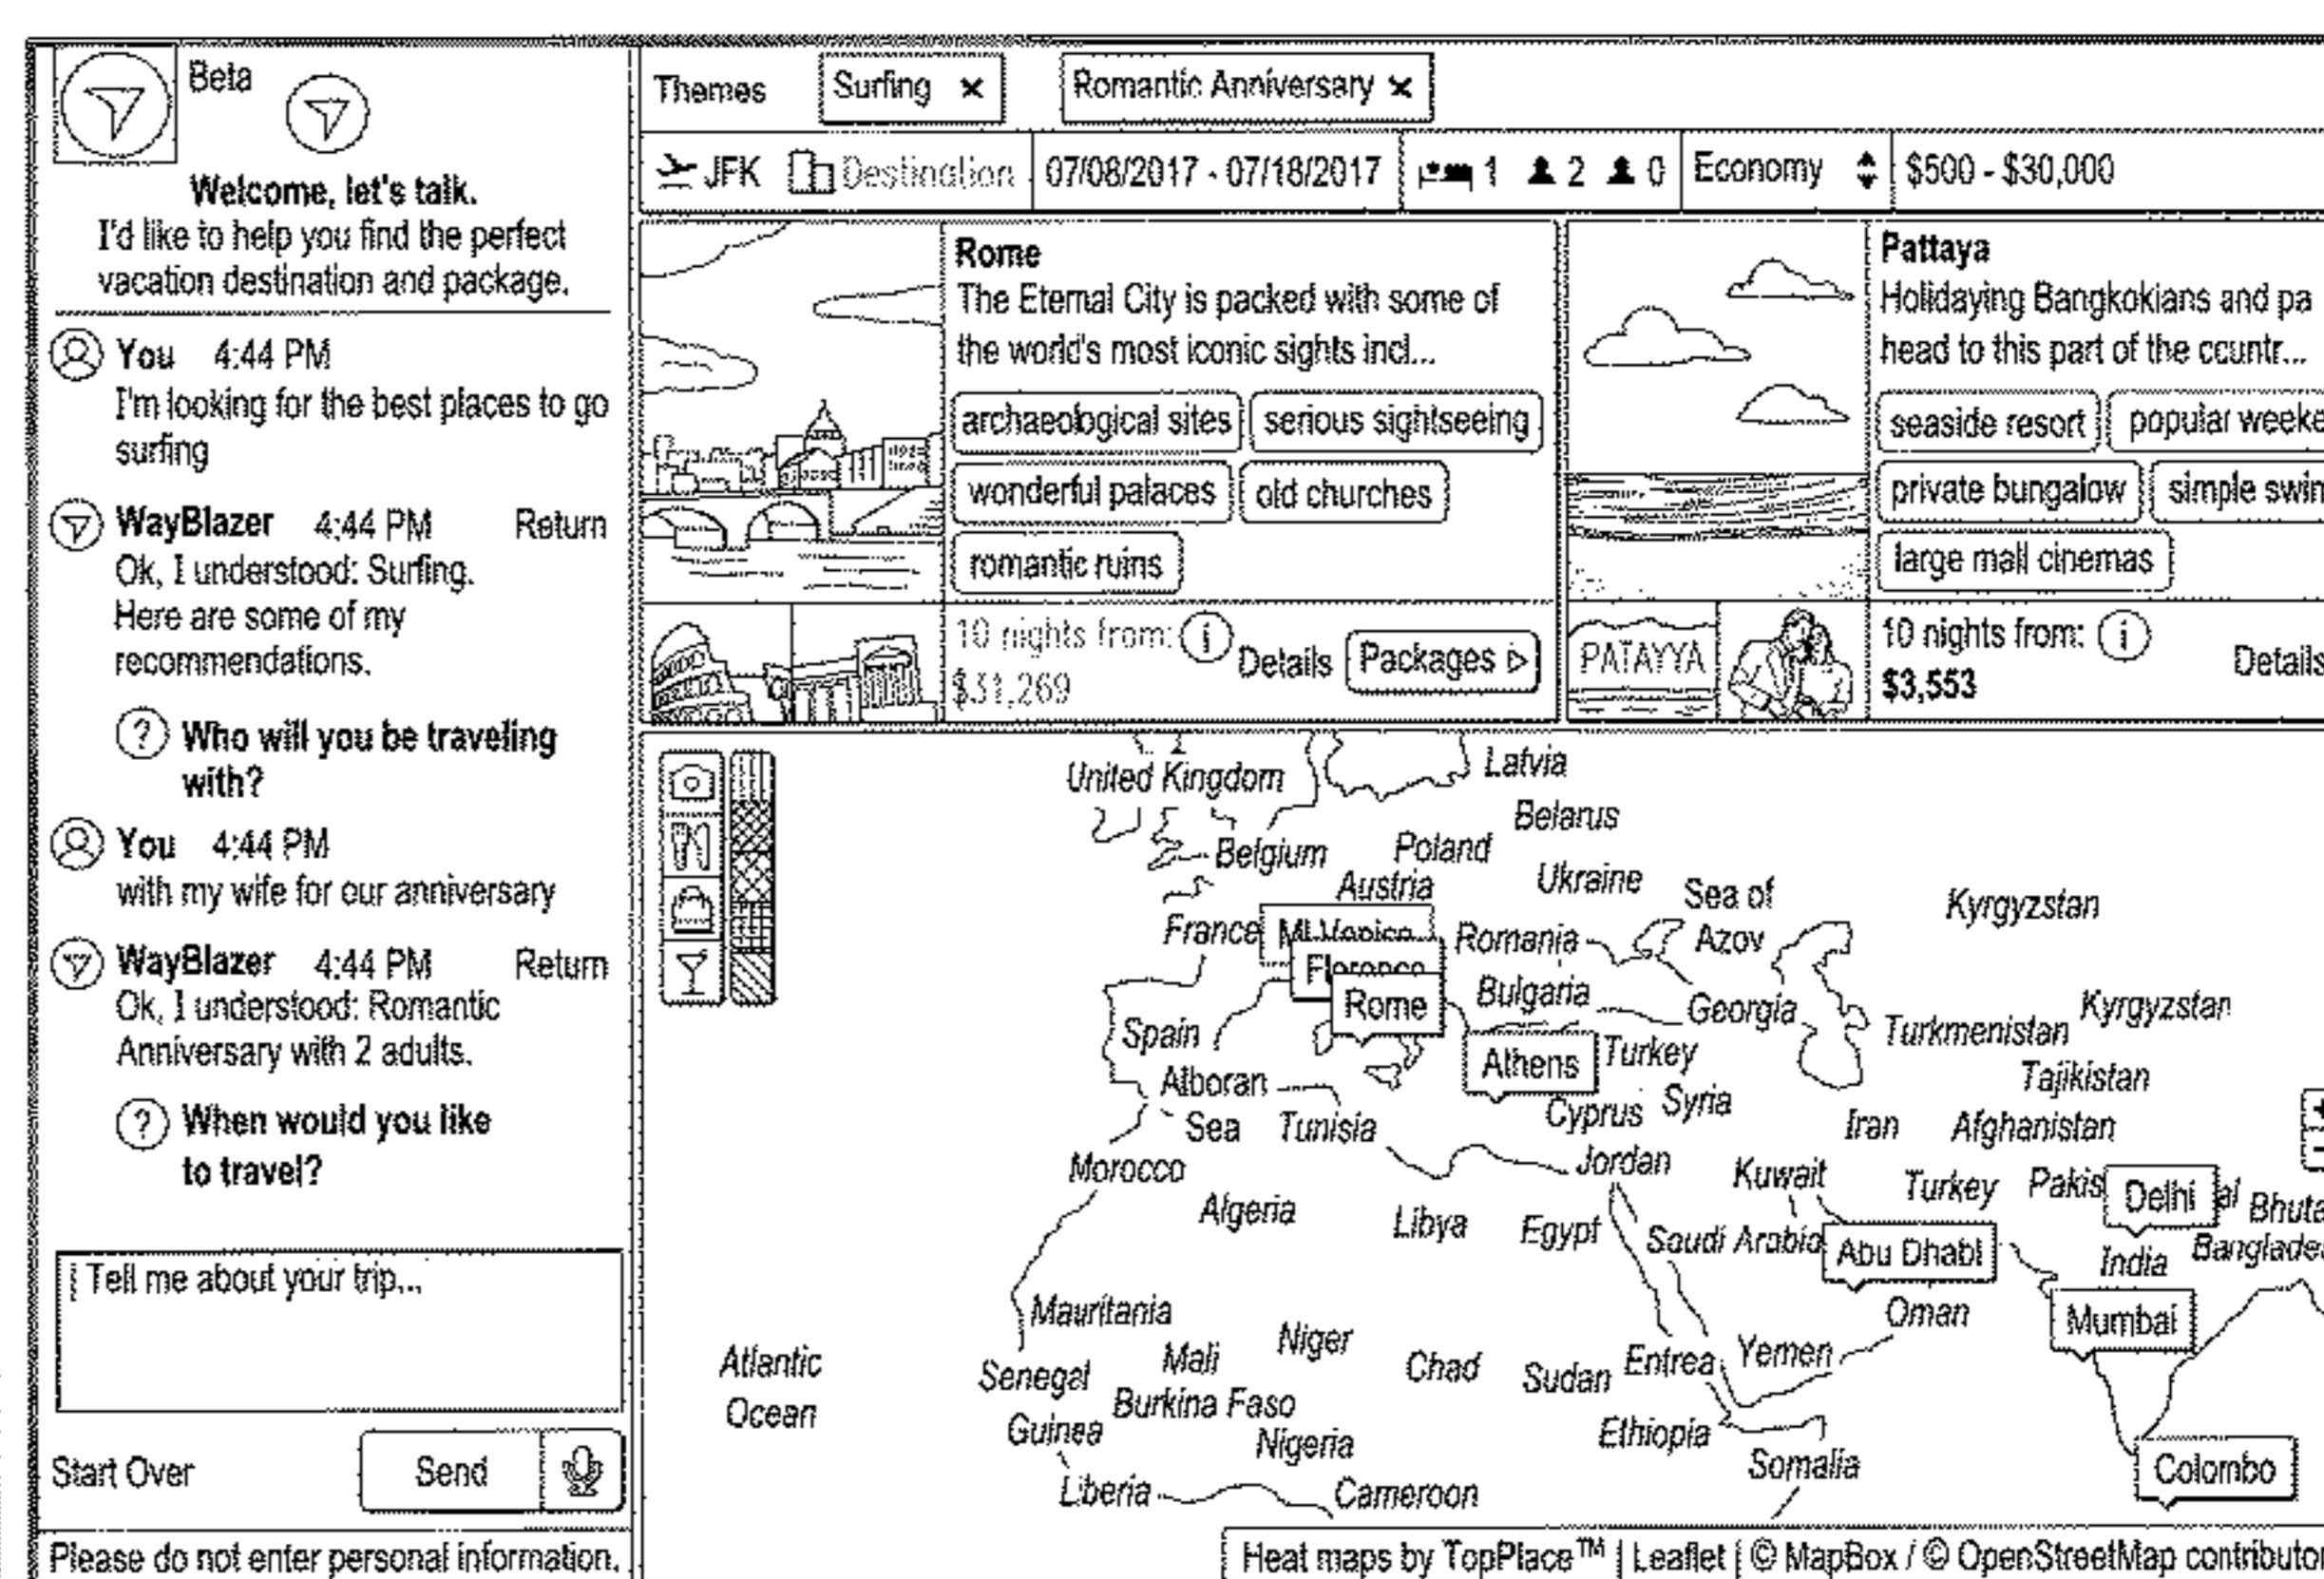 Beta
Welcome, let's talk.
I'd like to help you find the perfect
vacation destination and package.
You 4:44 PM
I'm looking for the best places to go
surfing
WayBlazer 4:44 PM Return
Ok, I understood: Surfing.
Here are some of my
recommendations.
? Who will you be traveling
with?
You 4:44 PM
with my wife for our anniversary
WayBlazer 4:44 PM Return
Ok, I understood: Romantic
Anniversary with 2 adults.
? When would you like
to travel?
Tell me about your trip...
Start Over Send
Please do not enter personal information.
Themes Surfing × Romantic Anniversary ×
JFK Destination 07/08/2017 - 07/18/2017 1 2 0 Economy $500 - $30,000
Rome
The Eternal City is packed with some of
the world's most iconic sights incl...
archaeological sites serious sightseeing
wonderful palaces old churches
romantic ruins
10 nights from: i Details Packages
$31,269
Pattaya
Holidaying Bangkokians and pa
head to this part of the countr...
seaside resort popular weeke
private bungalow simple swim
large mall cinemas
PATAYYA
10 nights from: i Details
$3,553
United Kingdom Latvia
Belarus
Belgium Poland
Austria Ukraine Sea of
Azov
Kyrgyzstan
France Venice Romania
Florence
Rome Bulgaria Georgia Kyrgyzstan
Spain Athens Turkey Turkmenistan
Alboran
Sea Tunisia Cyprus Syria Tajikistan
Iran Afghanistan
Morocco Jordan Kuwait Turkey Pakis Delhi al Bhuta
Algeria Libya Egypt Saudi Arabia Abu Dhabi India Banglades
Mauritania Oman Mumbai
Atlantic
Ocean
Senegal Mali Niger Chad Sudan Entrea Yemen
Burkina Faso
Guinea Nigeria Ethiopia
Somalia Colombo
Liberia Cameroon
Heat maps by TopPlace™ | Leaflet | © MapBox / © OpenStreetMap contributor